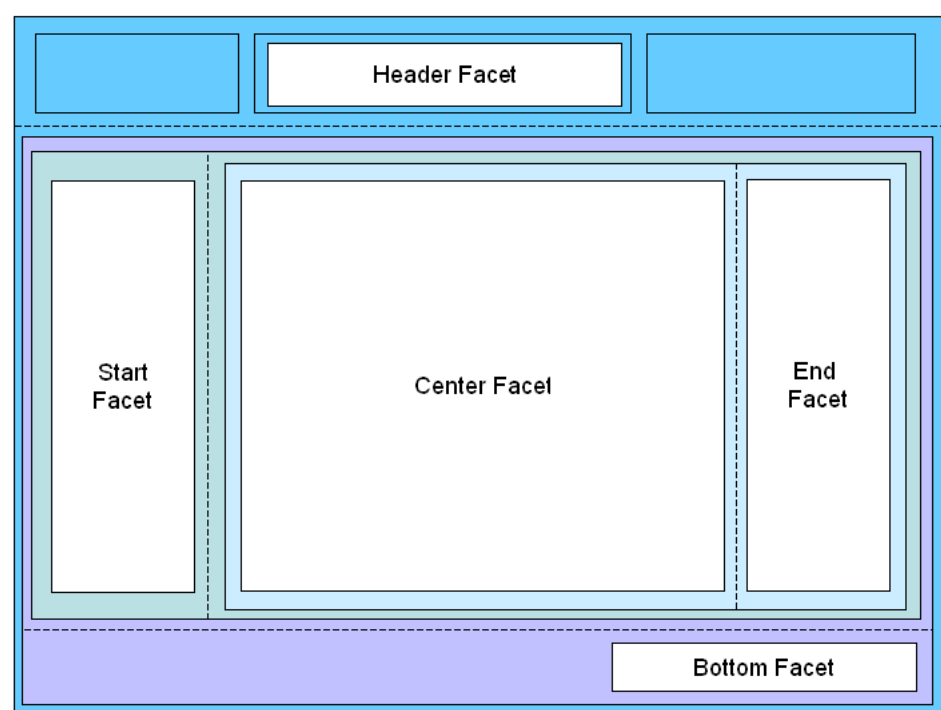 Header Facet
Start
Facet
Center Facet
End
Facet
Bottom Facet